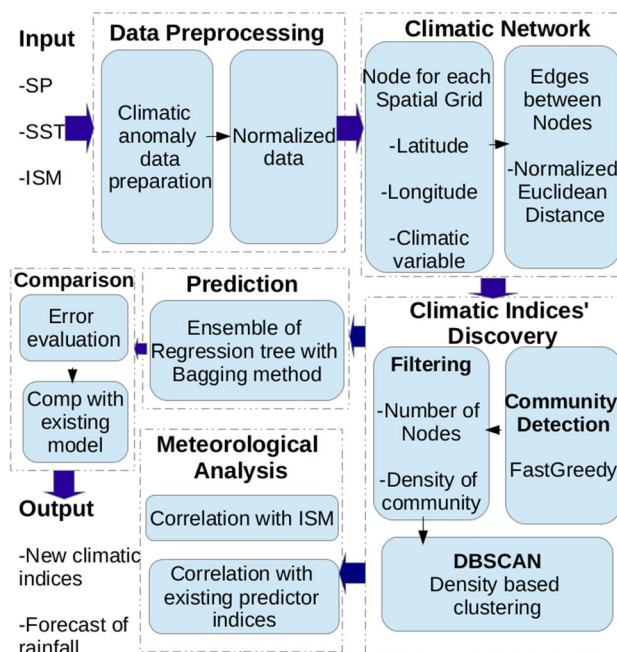 Input
-SP
-SST
-ISM
Data Preprocessing
Climatic
anomaly
data
preparation
Normalized
data
Climatic Network
Node for each
Spatial Grid
-Latitude
-Longitude
-Climatic
variable
Edges
between
Nodes
-Normalized
Euclidean
Distance
Climatic Indices'
Discovery
Community
Detection
FastGreedy
Filtering
-Number of
Nodes
-Density of
community
DBSCAN
Density based
clustering
Prediction
Ensemble of
Regression tree with
Bagging method
Comparison
Error
evaluation
Comp with
existing
model
Meteorological
Analysis
Correlation with ISM
Correlation with
existing predictor
indices
Output
-New climatic
indices
-Forecast of
rainfall